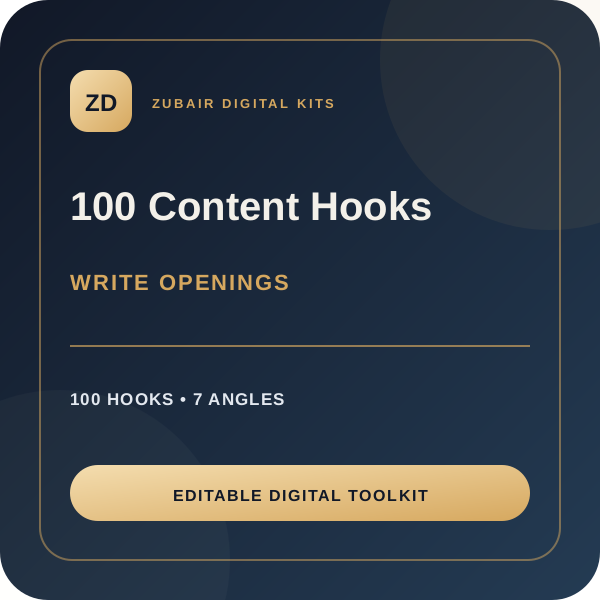 ZD
ZUBAIR DIGITAL KITS
100 Content Hooks
WRITE OPENINGS
100 HOOKS • 7 ANGLES
EDITABLE DIGITAL TOOLKIT